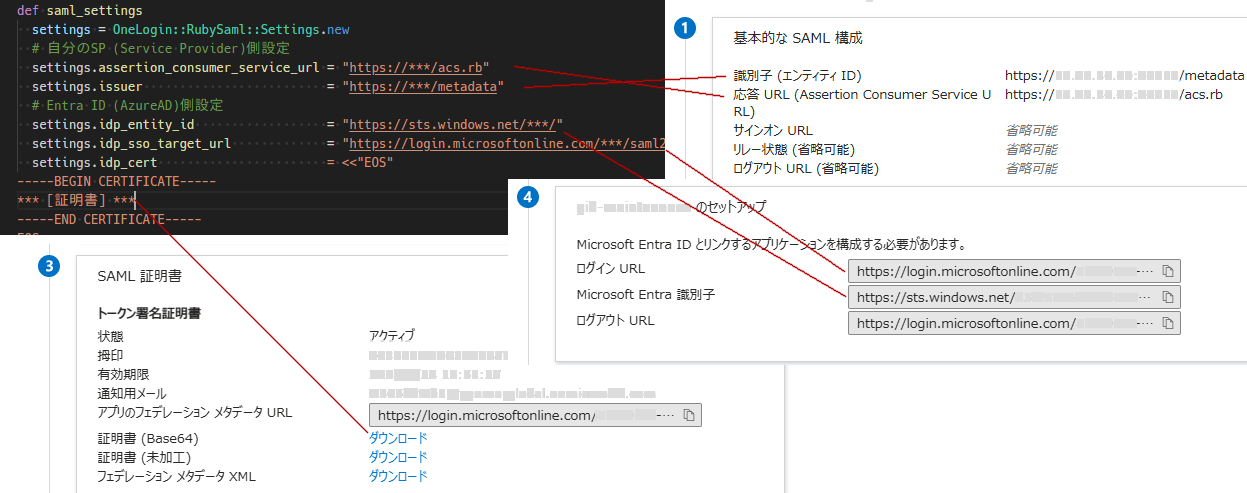 def saml_settings
settings = OneLogin::RubySaml::Settings.new
# 自分のSP (Service Provider)側設定
settings.assertion_consumer_service_url = "https://***/acs.rb"
settings.issuer = "https://***/metadata"
# Entra ID (AzureAD)側設定
settings.idp_entity_id = "https://sts.windows.net/***/"
settings.idp_sso_target_url = "https://login.microsoftonline.com/***/saml2
settings.idp_cert = <<"EOS"
-----BEGIN CERTIFICATE-----
*** [証明書] ***
-----END CERTIFICATE-----
EOS
1
基本的な SAML 構成
識別子 (エンティティ ID) https:// /metadata
応答 URL (Assertion Consumer Service U
RL) https:// /acs.rb
サインオン URL 省略可能
リレー状態 (省略可能) 省略可能
ログアウト URL (省略可能) 省略可能
4
のセットアップ
Microsoft Entra ID とリンクするアプリケーションを構成する必要があります。
ログイン URL https://login.microsoftonline.com/ ...
Microsoft Entra 識別子 https://sts.windows.net/ ...
ログアウト URL https://login.microsoftonline.com/ ...
3
SAML 証明書
トークン署名証明書
状態 アクティブ
拇印
有効期限
通知用メール
アプリのフェデレーション メタデータ URL https://login.microsoftonline.com/ ...
証明書 (Base64) ダウンロード
証明書 (未加工) ダウンロード
フェデレーション メタデータ XML ダウンロード